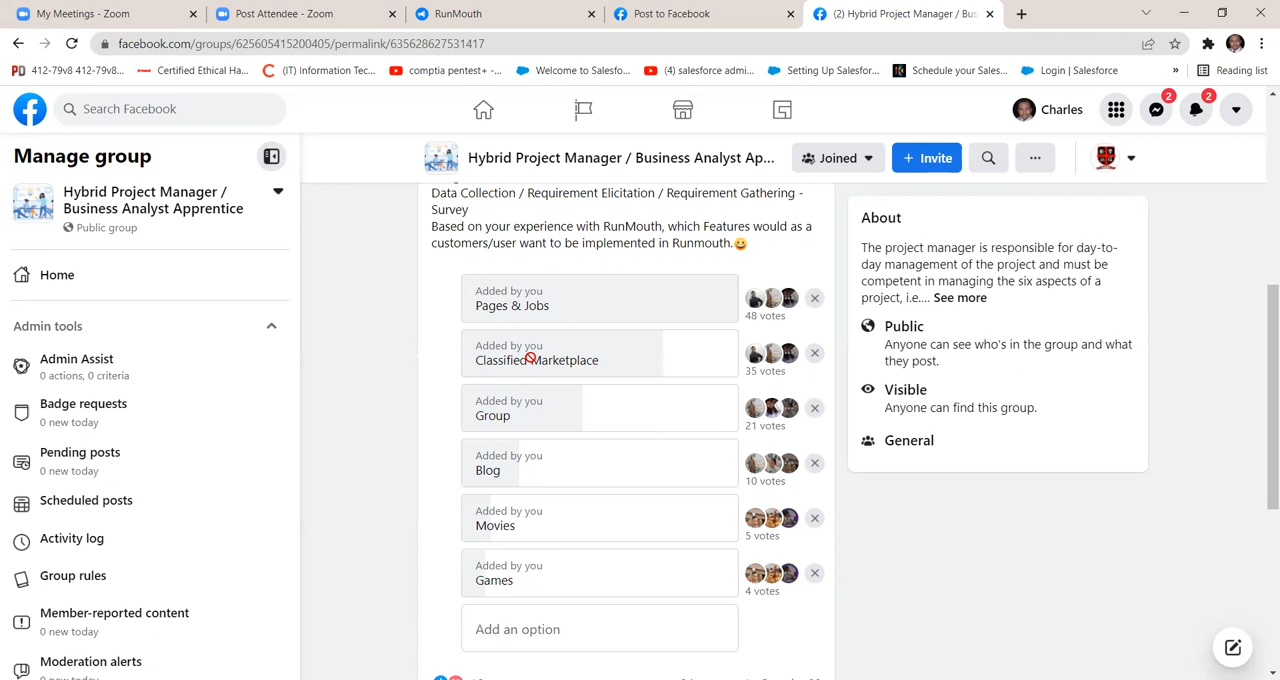 My Meetings - Zoom
Post Attendee - Zoom
RunMouth
Post to Facebook
(2) Hybrid Project Manager / Bus
facebook.com/groups/625605415200405/permalink/635628627531417
PD 412-79v8 412-79v8...
Certified Ethical Ha...
(IT) Information Tec...
comptia pentest+ -...
Welcome to Salesfo...
(4) salesforce admi...
Setting Up Salesfor...
Schedule your Sales...
Login | Salesforce
»
Reading list
Search Facebook
Charles
2
2
Manage group
Hybrid Project Manager /
Business Analyst Apprentice
Public group
Home
Admin tools
Admin Assist
0 actions, 0 criteria
Badge requests
0 new today
Pending posts
0 new today
Scheduled posts
Activity log
Group rules
Member-reported content
0 new today
Moderation alerts
Hybrid Project Manager / Business Analyst Ap...
Joined
+ Invite
Data Collection / Requirement Elicitation / Requirement Gathering -
Survey
Based on your experience with RunMouth, which Features would as a
customers/user want to be implemented in Runmouth.😀
Added by you
Pages & Jobs
48 votes
Added by you
Classified Marketplace
35 votes
Added by you
Group
21 votes
Added by you
Blog
10 votes
Added by you
Movies
5 votes
Added by you
Games
4 votes
Add an option
About
The project manager is responsible for day-to-
day management of the project and must be
competent in managing the six aspects of a
project, i.e.... See more
Public
Anyone can see who's in the group and what
they post.
Visible
Anyone can find this group.
General